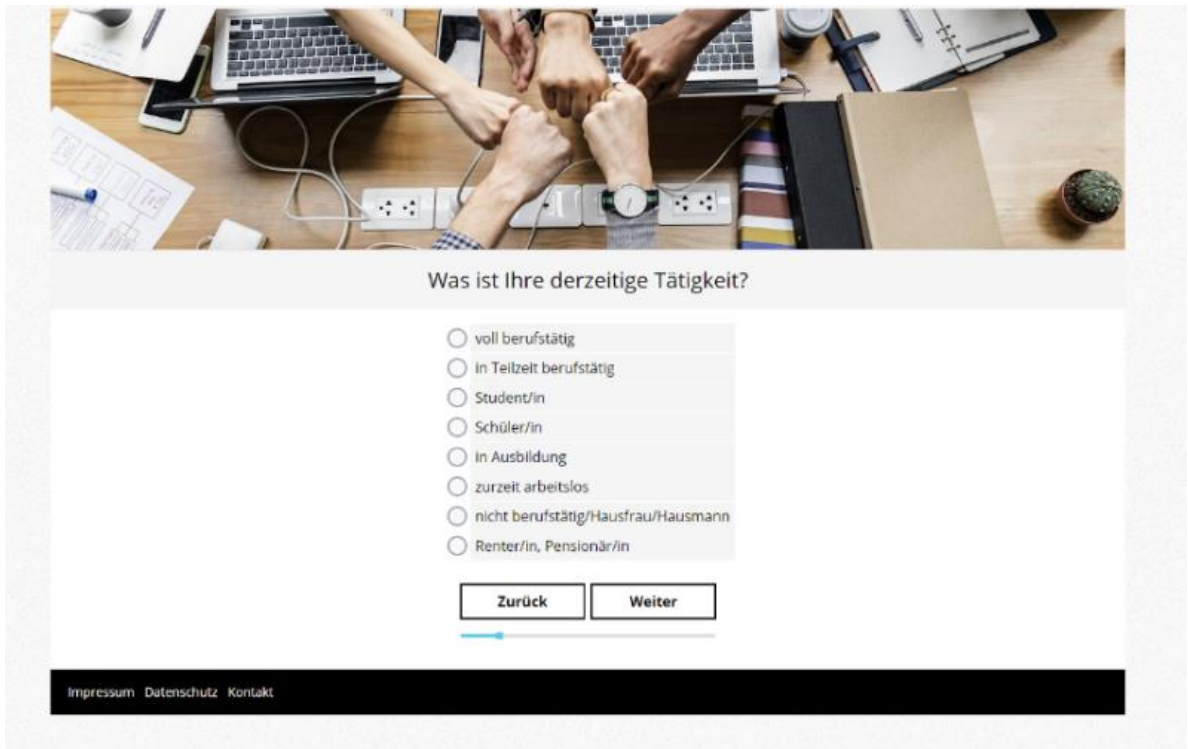 Was ist Ihre derzeitige Tätigkeit?
voll berufstätig
in Teilzeit berufstätig
Student/in
Schüler/in
in Ausbildung
zurzeit arbeitslos
nicht berufstätig/Hausfrau/Hausmann
Renter/in, Pensionär/in
Zurück Weiter
Impressum Datenschutz Kontakt